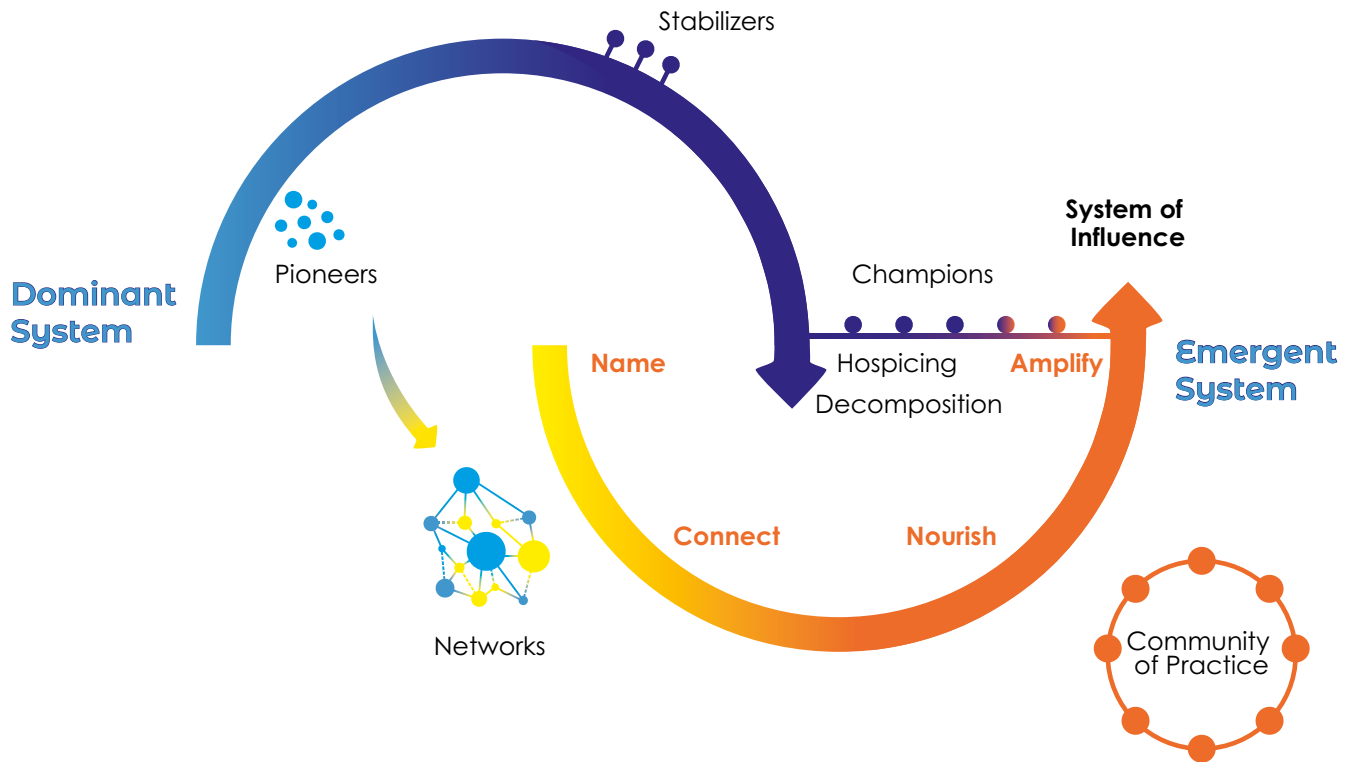 Stabilizers
Pioneers
Dominant
System
System of
Influence
Champions
Name
Hospicing
Amplify
Decomposition
Emergent
System
Connect
Nourish
Networks
Community
of Practice